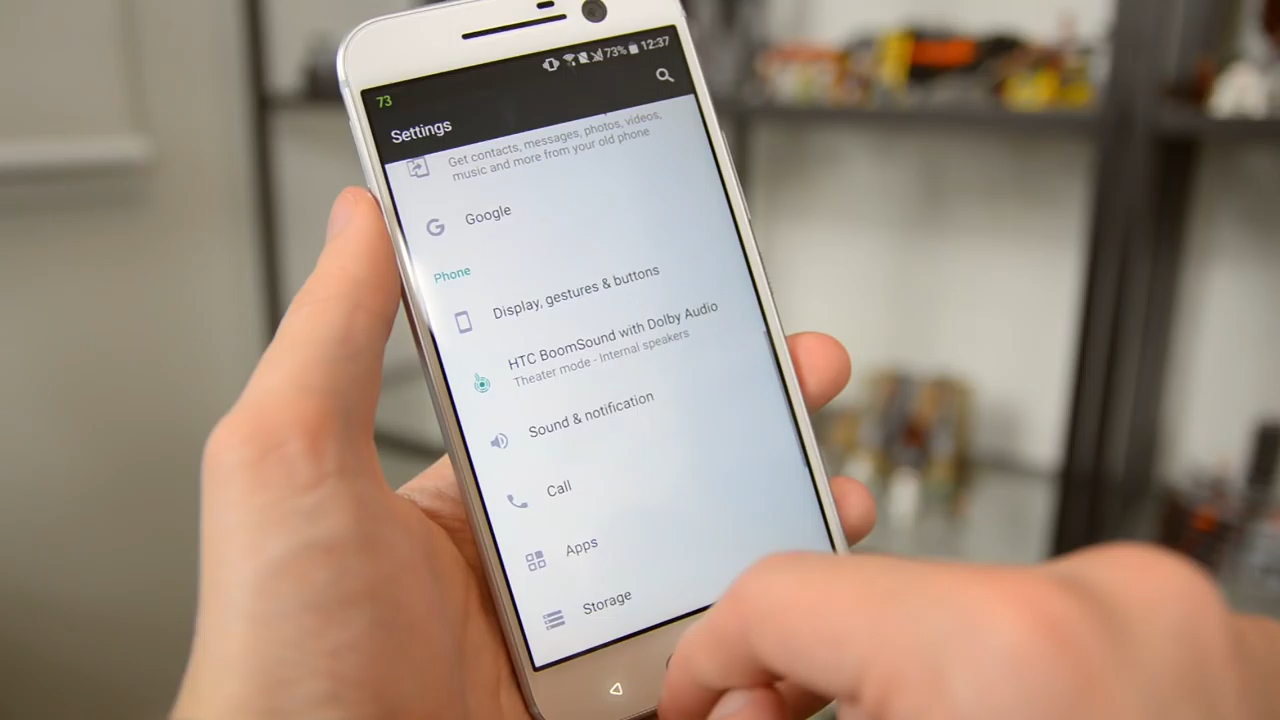 73% 12:37
73
Settings
Get contacts, messages, photos, videos,
music and more from your old phone
Google
Phone
Display, gestures & buttons
HTC BoomSound with Dolby Audio
Theater mode - Internal speakers
Sound & notification
Call
Apps
Storage